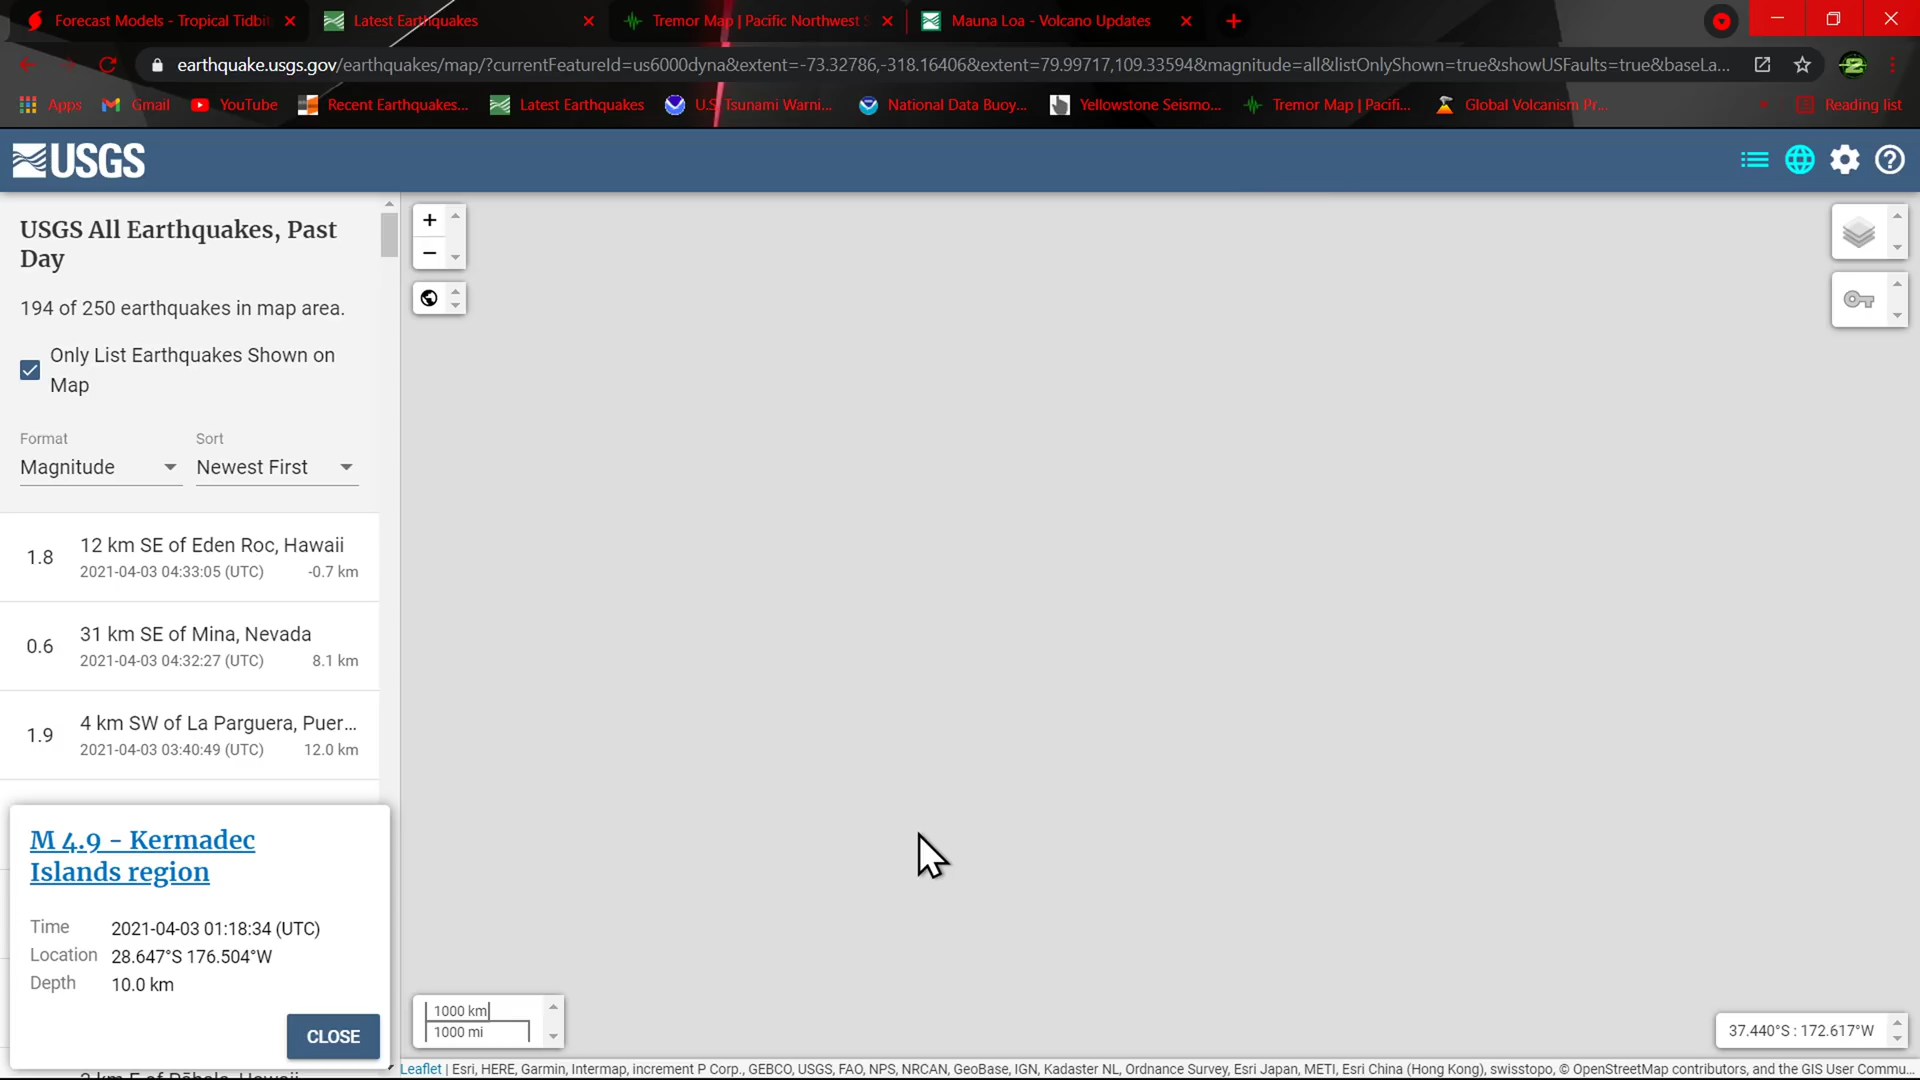 Forecast Models - Tropical Tidbit
Latest Earthquakes
Tremor Map | Pacific Northwest S
Mauna Loa - Volcano Updates
earthquake.usgs.gov/earthquakes/map/?currentFeatureId=us6000dyna&extent=-73.32786,-318.16406&extent=79.99717,109.33594&magnitude=all&listOnlyShown=true&showUSFaults=true&baseLa...
Apps
Gmail
YouTube
Recent Earthquakes...
Latest Earthquakes
U.S. Tsunami Warni...
National Data Buoy...
Yellowstone Seismo...
Tremor Map | Pacifi...
Global Volcanism Pr...
Reading list
USGS
USGS All Earthquakes, Past
Day
194 of 250 earthquakes in map area.
Only List Earthquakes Shown on
Map
Format
Sort
Magnitude
Newest First
1.8
12 km SE of Eden Roc, Hawaii
2021-04-03 04:33:05 (UTC)
-0.7 km
0.6
31 km SE of Mina, Nevada
2021-04-03 04:32:27 (UTC)
8.1 km
1.9
4 km SW of La Parguera, Puer...
2021-04-03 03:40:49 (UTC)
12.0 km
M 4.9 - Kermadec
Islands region
Time 2021-04-03 01:18:34 (UTC)
Location 28.647°S 176.504°W
Depth 10.0 km
CLOSE
1000 km
1000 mi
37.440°S : 172.617°W
Leaflet | Esri, HERE, Garmin, Intermap, increment P Corp., GEBCO, USGS, FAO, NPS, NRCAN, GeoBase, IGN, Kadaster NL, Ordnance Survey, Esri Japan, METI, Esri China (Hong Kong), swisstopo, © OpenStreetMap contributors, and the GIS User Commu...